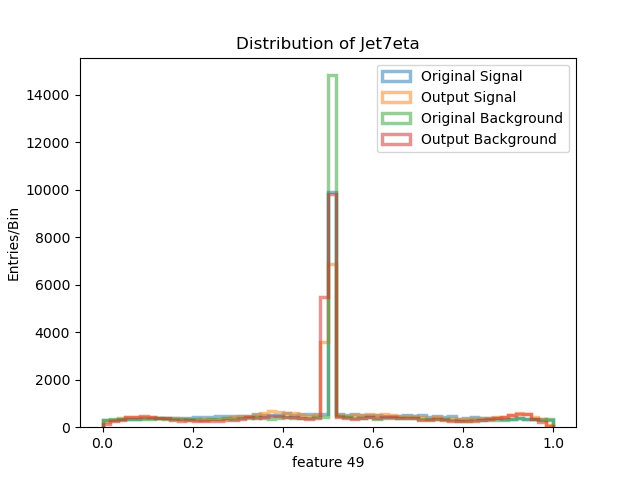 Distribution of Jet7eta
Original Signal
Output Signal
Original Background
Output Background
Entries/Bin
14000
12000
10000
8000
6000
4000
2000
0
0.0 0.2 0.4 0.6 0.8 1.0
feature 49